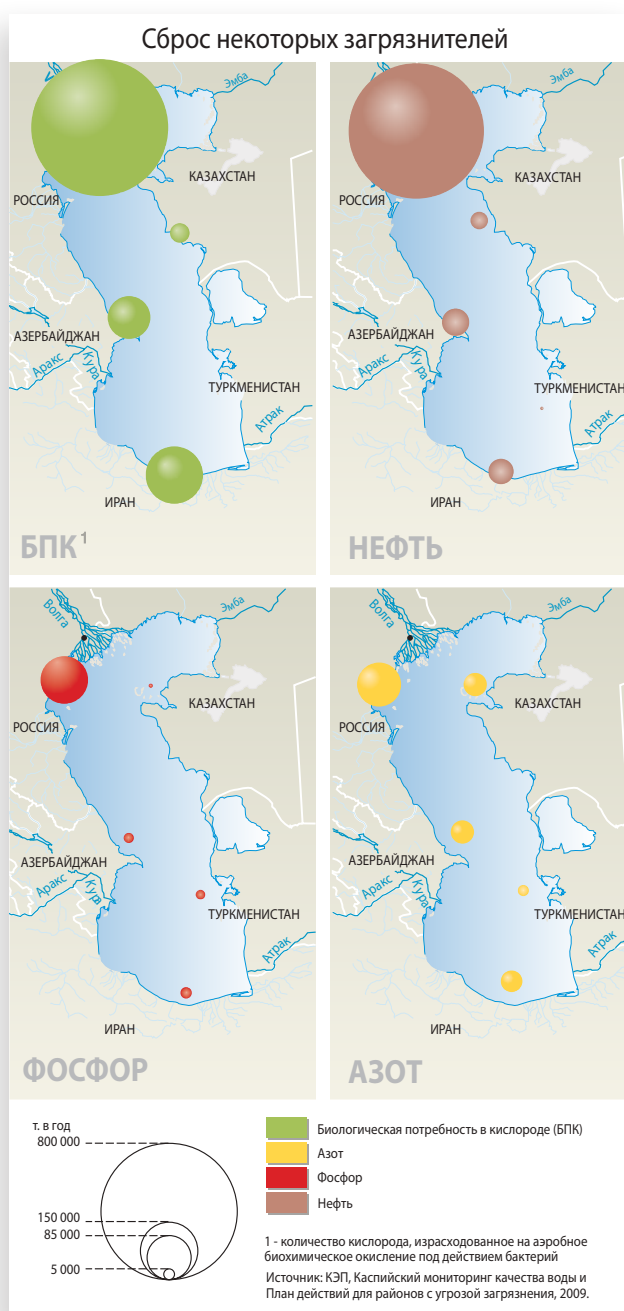 Сброс некоторых загрязнителей
Эмба
КАЗАХСТАН
РОССИЯ
АЗЕРБАЙДЖАН
Аракс
Кура
ТУРКМЕНИСТАН
Атрак
ИРАН
БПК 1
Эмба
КАЗАХСТАН
РОССИЯ
АЗЕРБАЙДЖАН
Аракс
Кура
ТУРКМЕНИСТАН
Атрак
ИРАН
НЕФТЬ
Волга
Эмба
КАЗАХСТАН
РОССИЯ
АЗЕРБАЙДЖАН
Аракс
Кура
ТУРКМЕНИСТАН
Атрак
ИРАН
ФОСФОР
Волга
Эмба
КАЗАХСТАН
РОССИЯ
АЗЕРБАЙДЖАН
Аракс
Кура
ТУРКМЕНИСТАН
Атрак
ИРАН
АЗОТ
т. в год
800 000
150 000
85 000
5 000
Биологическая потребность в кислороде (БПК)
Азот
Фосфор
Нефть
1 - количество кислорода, израсходованное на аэробное
биохимическое окисление под действием бактерий
Источник: КЭП, Каспийский мониторинг качества воды и
План действий для районов с угрозой загрязнения, 2009.